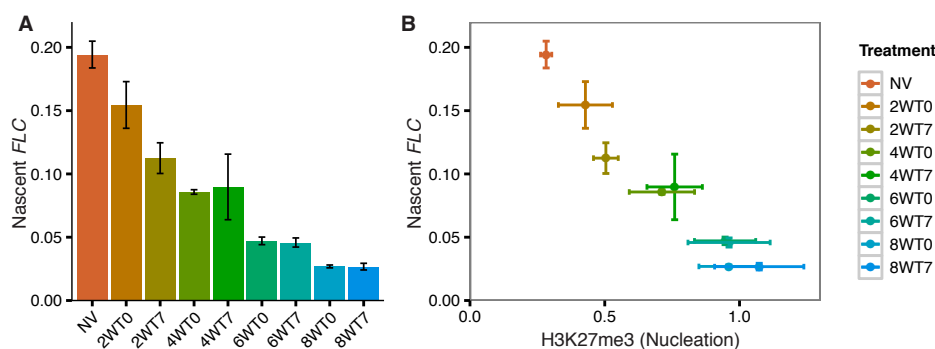 A
Nascent FLC
0.20
0.15
0.10
0.05
0.00
NV
2WT0
2WT7
4WT0
4WT7
6WT0
6WT7
8WT0
8WT7
B
Nascent FLC
0.20
0.15
0.10
0.05
0.00
0.0
0.5
1.0
H3K27me3 (Nucleation)
Treatment
NV
2WT0
2WT7
4WT0
4WT7
6WT0
6WT7
8WT0
8WT7